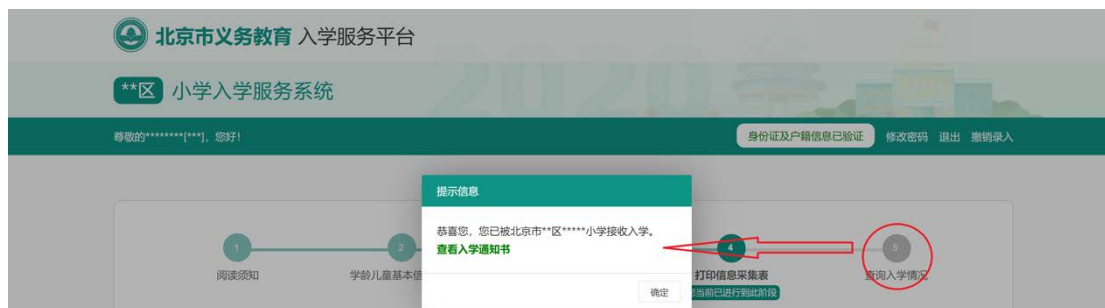 北京市义务教育 入学服务平台
2020
**区 小学入学服务系统
尊敬的********[***]，您好！ 身份证及户籍信息已验证 修改密码 退出 撤销录入
提示信息
恭喜您，您已被北京市**区*****小学接收入学。
查看入学通知书
确定
1 2 4 5
阅读须知 学龄儿童基本信 打印信息采集表 查询入学情况
当前已进行到此阶段